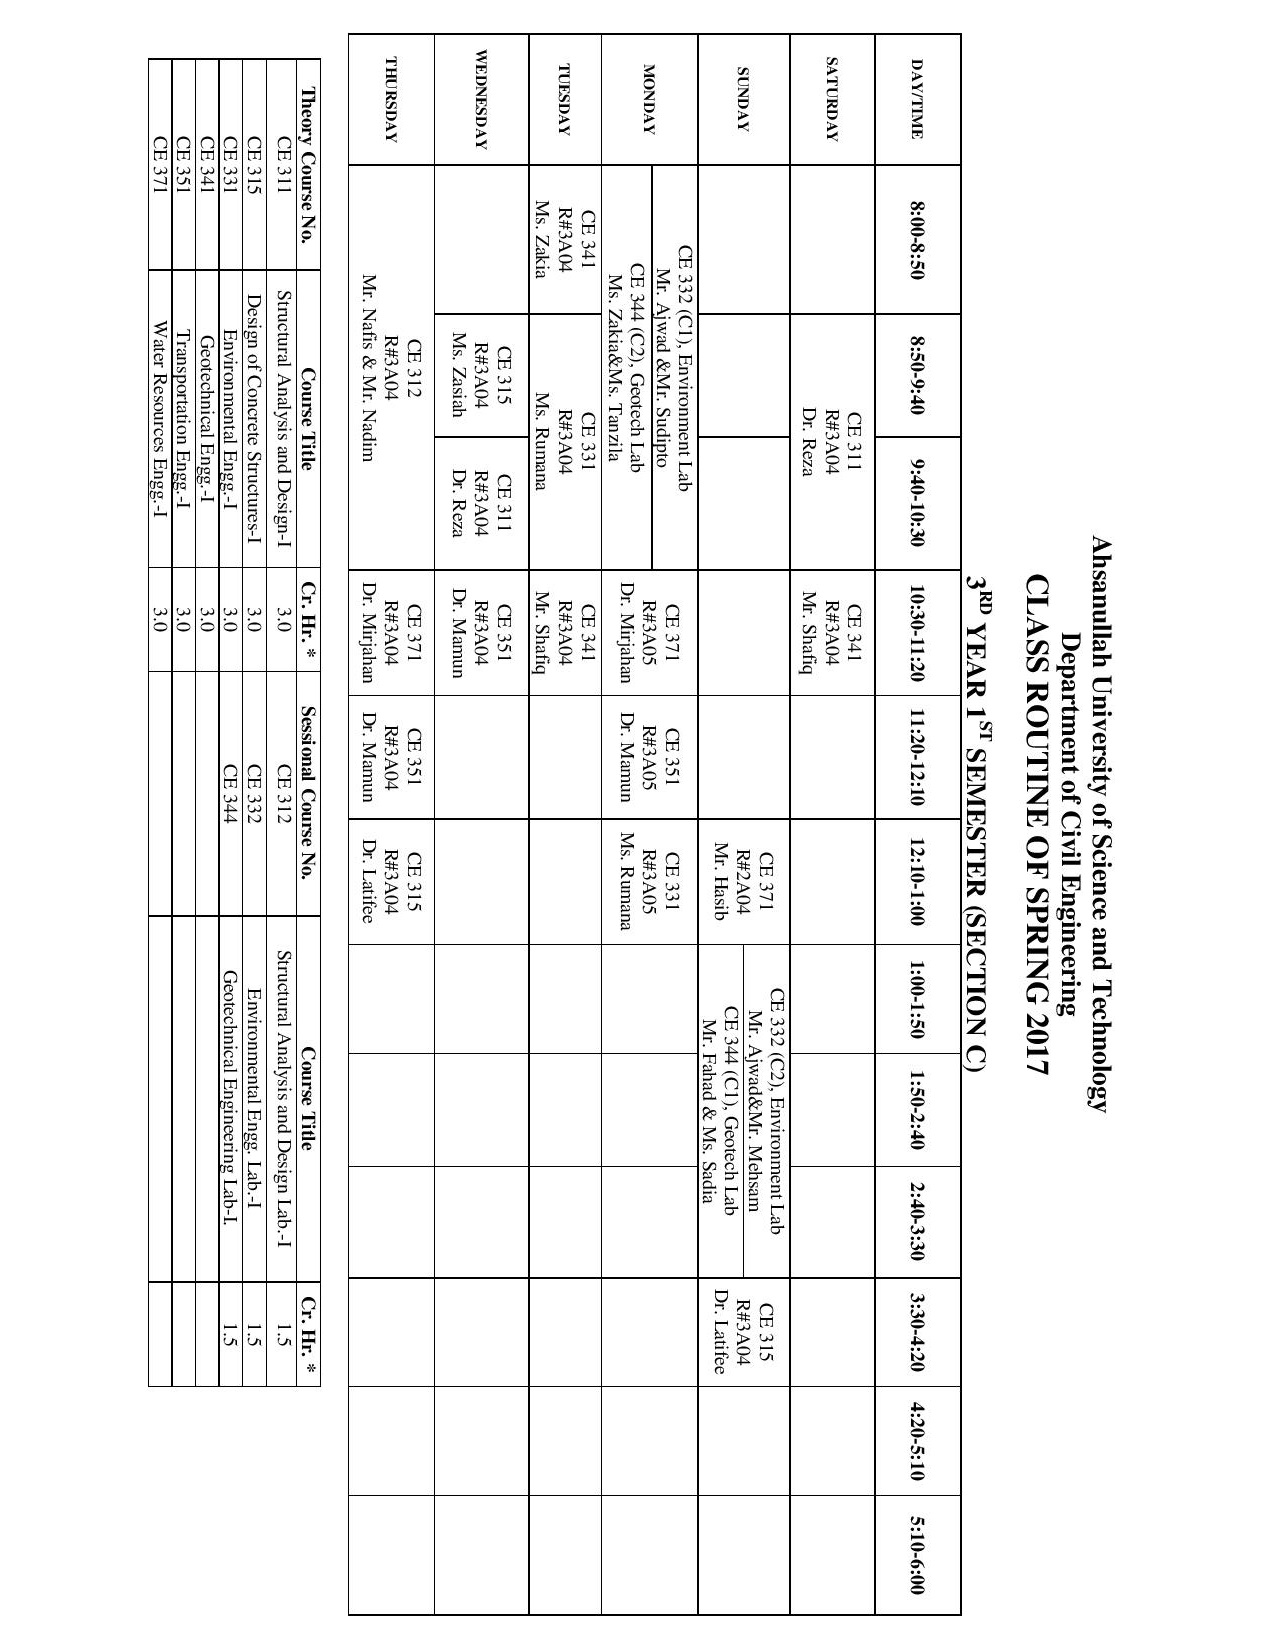 Ahsanullah University of Science and Technology
Department of Civil Engineering
CLASS ROUTINE OF SPRING 2017
3RD YEAR 1ST SEMESTER (SECTION C)
DAY/TIME 8:00-8:50 8:50-9:40 9:40-10:30 10:30-11:20 11:20-12:10 12:10-1:00 1:00-1:50 1:50-2:40 2:40-3:30 3:30-4:20 4:20-5:10 5:10-6:00
SATURDAY
CE 311
R#3A04
Dr. Reza
CE 341
R#3A04
Mr. Shafiq
SUNDAY
CE 371
R#2A04
Mr. Hasib
CE 332 (C2), Environment Lab
Mr. Ajwad&Mr. Mehsam
CE 344 (C1), Geotech Lab
Mr. Fahad & Ms. Sadia
CE 315
R#3A04
Dr. Latifee
MONDAY
CE 332 (C1), Environment Lab
Mr. Ajwad &Mr. Sudipto
CE 344 (C2), Geotech Lab
Ms. Zakia&Ms. Tanzila
CE 371
R#3A05
Dr. Mirjahan
CE 351
R#3A05
Dr. Mamun
CE 331
R#3A05
Ms. Rumana
TUESDAY
CE 341
R#3A04
Ms. Zakia
CE 331
R#3A04
Ms. Rumana
CE 341
R#3A04
Mr. Shafiq
WEDNESDAY
CE 315
R#3A04
Ms. Zasiah
CE 311
R#3A04
Dr. Reza
CE 351
R#3A04
Dr. Mamun
THURSDAY
CE 312
R#3A04
Mr. Nafis & Mr. Nadim
CE 371
R#3A04
Dr. Mirjahan
CE 351
R#3A04
Dr. Mamun
CE 315
R#3A04
Dr. Latifee
Theory Course No. Course Title Cr. Hr. * Sessional Course No. Course Title Cr. Hr. *
CE 311 Structural Analysis and Design-I 3.0 CE 312 Structural Analysis and Design Lab.-I 1.5
CE 315 Design of Concrete Structures-I 3.0 CE 332 Environmental Engg. Lab.-I 1.5
CE 331 Environmental Engg.-I 3.0 CE 344 Geotechnical Engineering Lab-I. 1.5
CE 341 Geotechnical Engg.-I 3.0
CE 351 Transportation Engg.-I 3.0
CE 371 Water Resources Engg.-I 3.0